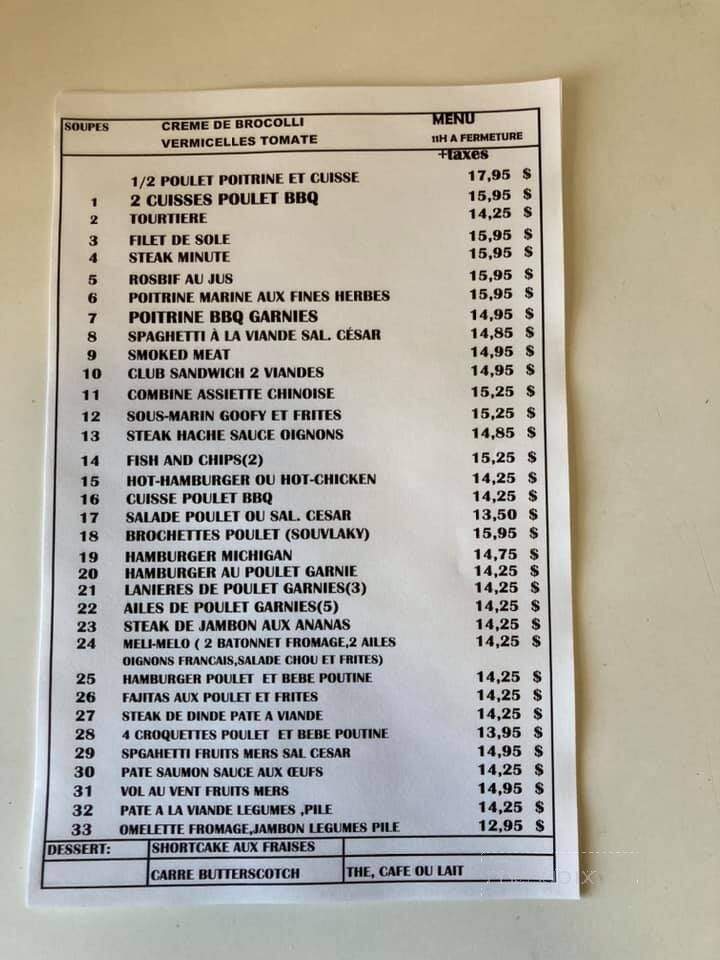 SOUPES CREME DE BROCOLLI MENU
VERMICELLES TOMATE 11H A FERMETURE
+taxes
1/2 POULET POITRINE ET CUISSE 17,95 $
1 2 CUISSES POULET BBQ 15,95 $
2 TOURTIERE 14,25 $
3 FILET DE SOLE 15,95 $
4 STEAK MINUTE 15,95 $
5 ROSBIF AU JUS 15,95 $
6 POITRINE MARINE AUX FINES HERBES 15,95 $
7 POITRINE BBQ GARNIES 14,95 $
8 SPAGHETTI À LA VIANDE SAL. CÉSAR 14,85 $
9 SMOKED MEAT 14,95 $
10 CLUB SANDWICH 2 VIANDES 14,95 $
11 COMBINE ASSIETTE CHINOISE 15,25 $
12 SOUS-MARIN GOOFY ET FRITES 15,25 $
13 STEAK HACHE SAUCE OIGNONS 14,85 $
14 FISH AND CHIPS(2) 15,25 $
15 HOT-HAMBURGER OU HOT-CHICKEN 14,25 $
16 CUISSE POULET BBQ 14,25 $
17 SALADE POULET OU SAL. CESAR 13,50 $
18 BROCHETTES POULET (SOUVLAKY) 15,95 $
19 HAMBURGER MICHIGAN 14,75 $
20 HAMBURGER AU POULET GARNIE 14,25 $
21 LANIERES DE POULET GARNIES(3) 14,25 $
22 AILES DE POULET GARNIES(5) 14,25 $
23 STEAK DE JAMBON AUX ANANAS 14,25 $
24 MELI-MELO ( 2 BATONNET FROMAGE,2 AILES 14,25 $
OIGNONS FRANCAIS,SALADE CHOU ET FRITES)
25 HAMBURGER POULET ET BEBE POUTINE 14,25 $
26 FAJITAS AUX POULET ET FRITES 14,25 $
27 STEAK DE DINDE PATE A VIANDE 14,25 $
28 4 CROQUETTES POULET ET BEBE POUTINE 13,95 $
29 SPGAHETTI FRUITS MERS SAL CESAR 14,95 $
30 PATE SAUMON SAUCE AUX ŒUFS 14,25 $
31 VOL AU VENT FRUITS MERS 14,95 $
32 PATE A LA VIANDE LEGUMES ,PILE 14,25 $
33 OMELETTE FROMAGE,JAMBON LEGUMES PILE 12,95 $
DESSERT: SHORTCAKE AUX FRAISES
CARRE BUTTERSCOTCH THE, CAFE OU LAIT